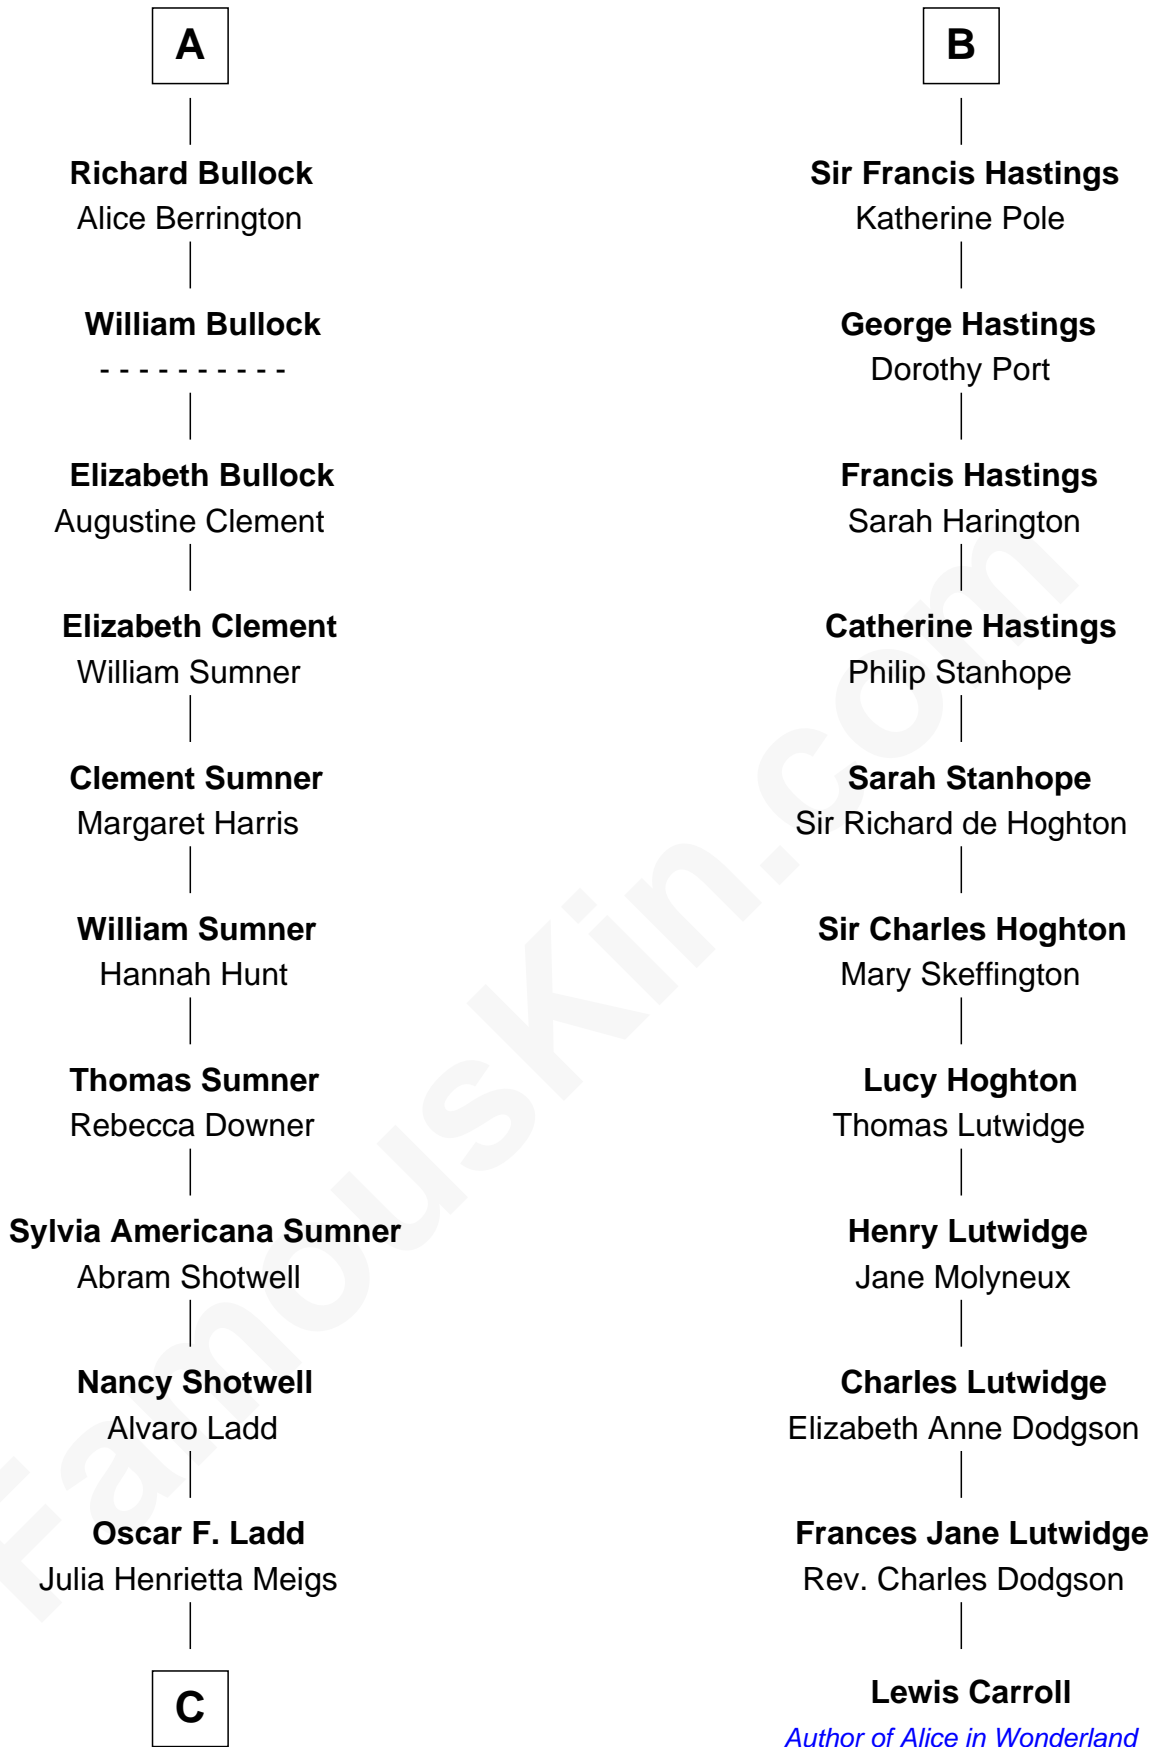 A
Richard Bullock
Alice Berrington
William Bullock
- - - - - - - - - -
Elizabeth Bullock
Augustine Clement
Elizabeth Clement
William Sumner
Clement Sumner
Margaret Harris
William Sumner
Hannah Hunt
Thomas Sumner
Rebecca Downer
Sylvia Americana Sumner
Abram Shotwell
Nancy Shotwell
Alvaro Ladd
Oscar F. Ladd
Julia Henrietta Meigs
C
B
Sir Francis Hastings
Katherine Pole
George Hastings
Dorothy Port
Francis Hastings
Sarah Harington
Catherine Hastings
Philip Stanhope
Sarah Stanhope
Sir Richard de Hoghton
Sir Charles Hoghton
Mary Skeffington
Lucy Hoghton
Thomas Lutwidge
Henry Lutwidge
Jane Molyneux
Charles Lutwidge
Elizabeth Anne Dodgson
Frances Jane Lutwidge
Rev. Charles Dodgson
Lewis Carroll
Author of Alice in Wonderland
FamousKin.com